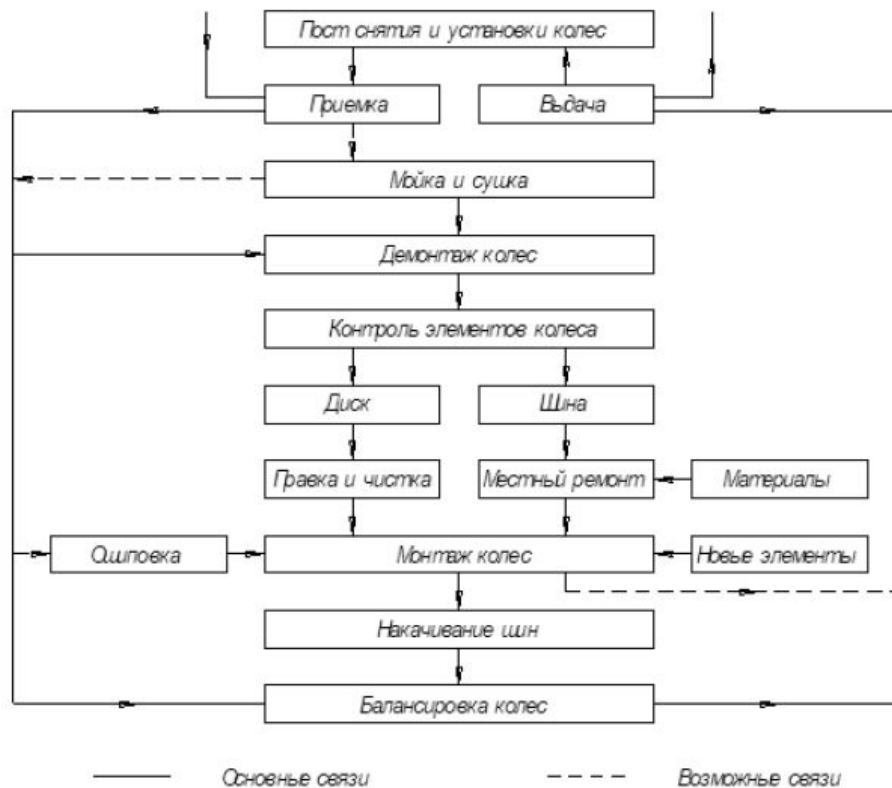 Пост снятия и установки колес
Приемка
Выдача
Мойка и сушка
Демонтаж колес
Контроль элементов колеса
Диск
Шина
Правка и чистка
Местный ремонт
Материалы
Ошиповка
Монтаж колес
Новые элементы
Накачивание шин
Балансировка колес
Основные связи
Возможные связи